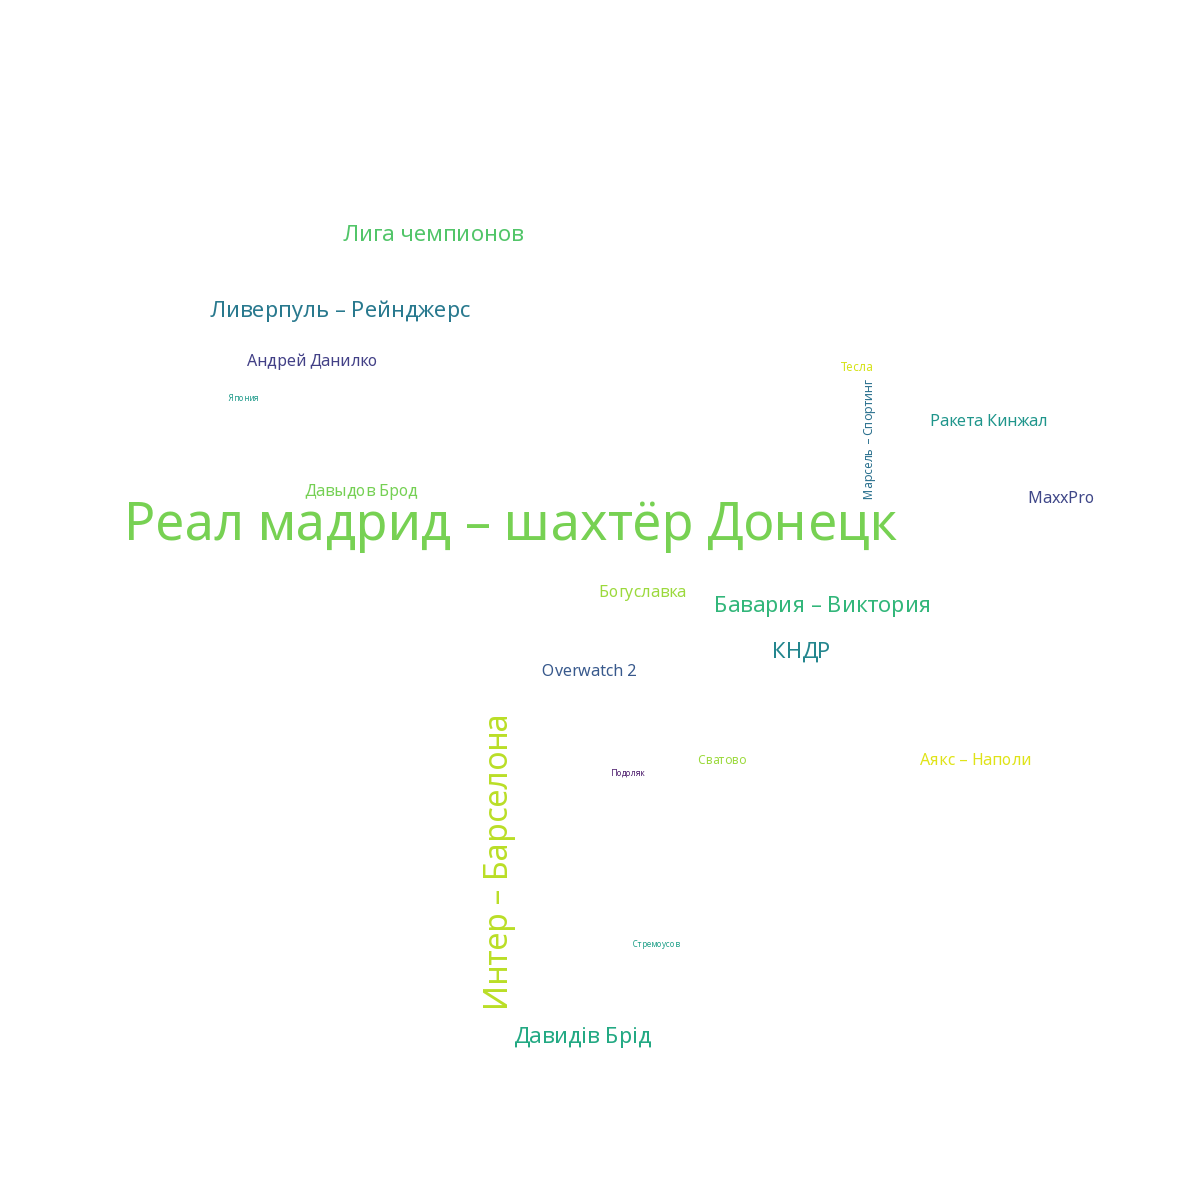 Лига чемпионов
Ливерпуль – Рейнджерс
Андрей Данилко
Тесла
Япония
Марсель – Спортинг
Ракета Кинжал
Давыдов Брод
MaxxPro
Реал мадрид – шахтёр Донецк
Богуславка
Бавария – Виктория
КНДР
Overwatch 2
Интер – Барселона
Сватово
Аякс – Наполи
Подоляк
Стремоусов
Давидів Брід